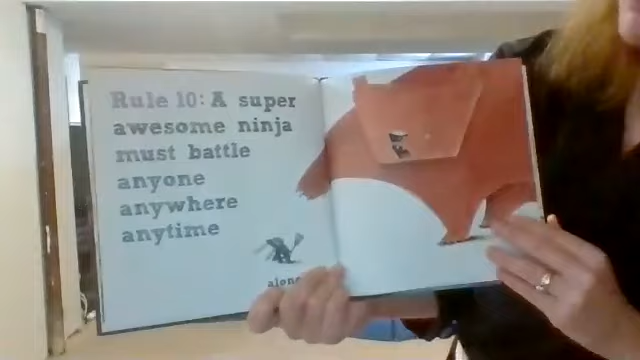 Rule 10: A super
awesome ninja
must battle
anyone
anywhere
anytime